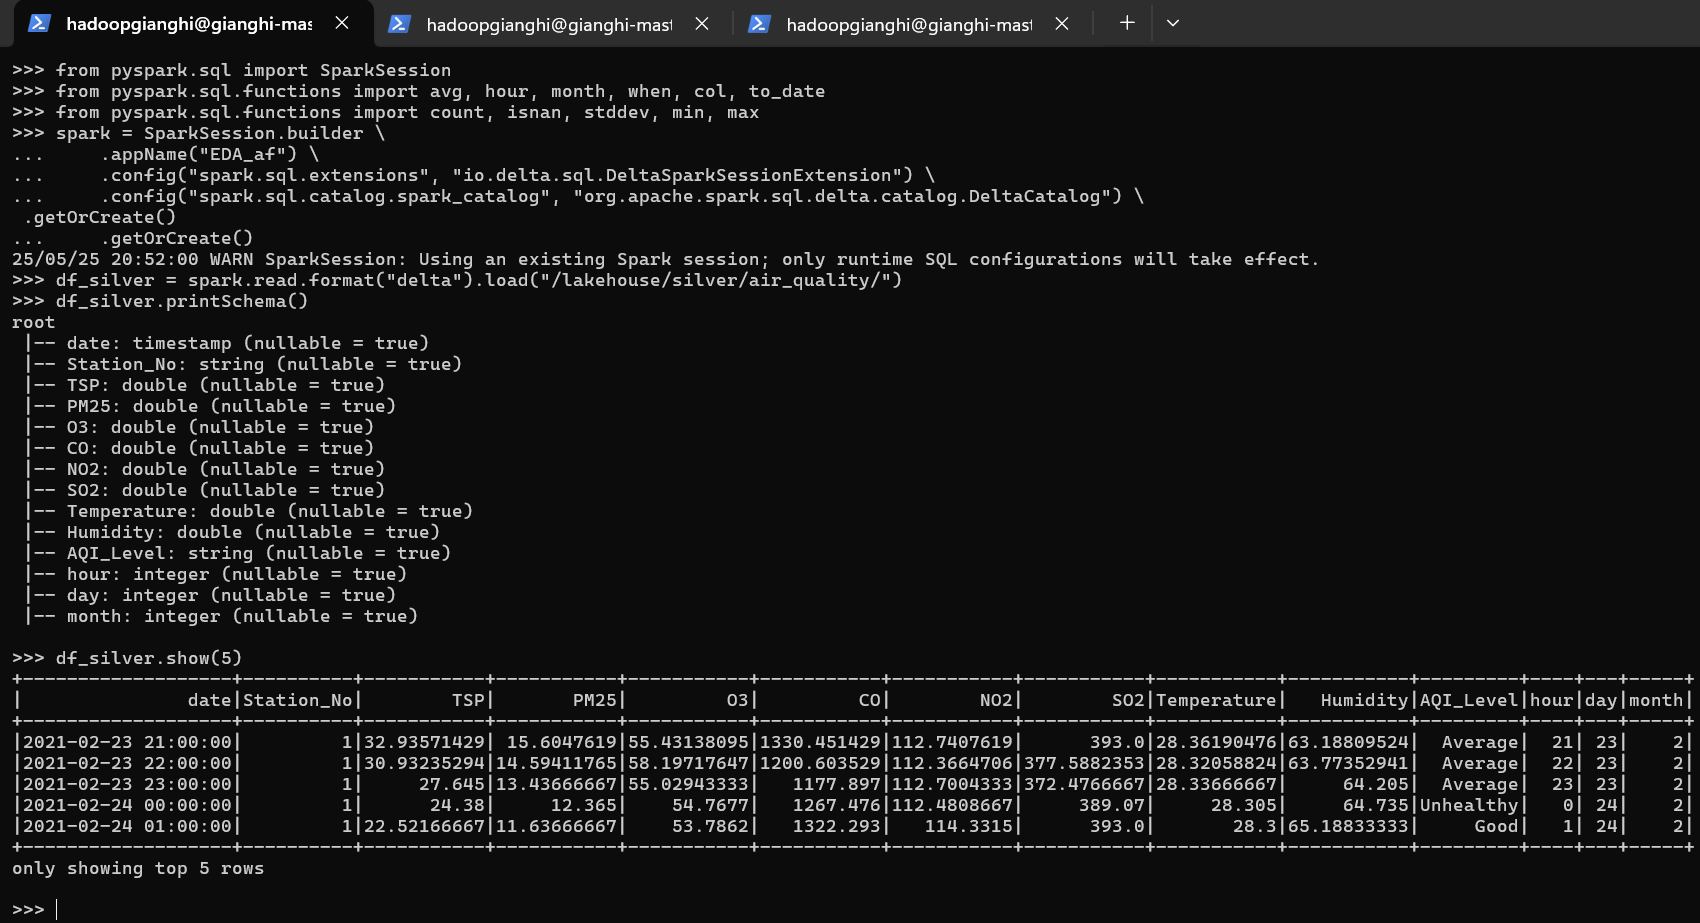 hadoopgianghi@gianghi-mas
hadoopgianghi@gianghi-mast
hadoopgianghi@gianghi-mast
>>> from pyspark.sql import SparkSession
>>> from pyspark.sql.functions import avg, hour, month, when, col, to_date
>>> from pyspark.sql.functions import count, isnan, stddev, min, max
>>> spark = SparkSession.builder \
...     .appName("EDA_af") \
...     .config("spark.sql.extensions", "io.delta.sql.DeltaSparkSessionExtension") \
...     .config("spark.sql.catalog.spark_catalog", "org.apache.spark.sql.delta.catalog.DeltaCatalog") \
 .getOrCreate()
...     .getOrCreate()
25/05/25 20:52:00 WARN SparkSession: Using an existing Spark session; only runtime SQL configurations will take effect.
>>> df_silver = spark.read.format("delta").load("/lakehouse/silver/air_quality/")
>>> df_silver.printSchema()
root
 |-- date: timestamp (nullable = true)
 |-- Station_No: string (nullable = true)
 |-- TSP: double (nullable = true)
 |-- PM25: double (nullable = true)
 |-- O3: double (nullable = true)
 |-- CO: double (nullable = true)
 |-- NO2: double (nullable = true)
 |-- SO2: double (nullable = true)
 |-- Temperature: double (nullable = true)
 |-- Humidity: double (nullable = true)
 |-- AQI_Level: string (nullable = true)
 |-- hour: integer (nullable = true)
 |-- day: integer (nullable = true)
 |-- month: integer (nullable = true)
>>> df_silver.show(5)
+-------------------+----------+-----------+-----------+-----------+-----------+-----------+-----------+-----------+-----------+---------+----+---+-----+
|               date|Station_No|        TSP|       PM25|         O3|         CO|        NO2|        SO2|Temperature|   Humidity|AQI_Level|hour|day|month|
+-------------------+----------+-----------+-----------+-----------+-----------+-----------+-----------+-----------+-----------+---------+----+---+-----+
|2021-02-23 21:00:00|         1|32.93571429| 15.6047619|55.43138095|1330.451429|112.7407619|      393.0|28.36190476|63.18809524|  Average|  21| 23|    2|
|2021-02-23 22:00:00|         1|30.93235294|14.59411765|58.19717647|1200.603529|112.3664706|377.5882353|28.32058824|63.77352941|  Average|  22| 23|    2|
|2021-02-23 23:00:00|         1|     27.645|13.43666667|55.02943333|   1177.897|112.7004333|372.4766667|28.33666667|     64.205|  Average|  23| 23|    2|
|2021-02-24 00:00:00|         1|      24.38|     12.365|    54.7677|   1267.476|112.4808667|     389.07|     28.305|     64.735|Unhealthy|   0| 24|    2|
|2021-02-24 01:00:00|         1|22.52166667|11.63666667|    53.7862|   1322.293|   114.3315|      393.0|       28.3|65.18833333|     Good|   1| 24|    2|
+-------------------+----------+-----------+-----------+-----------+-----------+-----------+-----------+-----------+-----------+---------+----+---+-----+
only showing top 5 rows
>>>